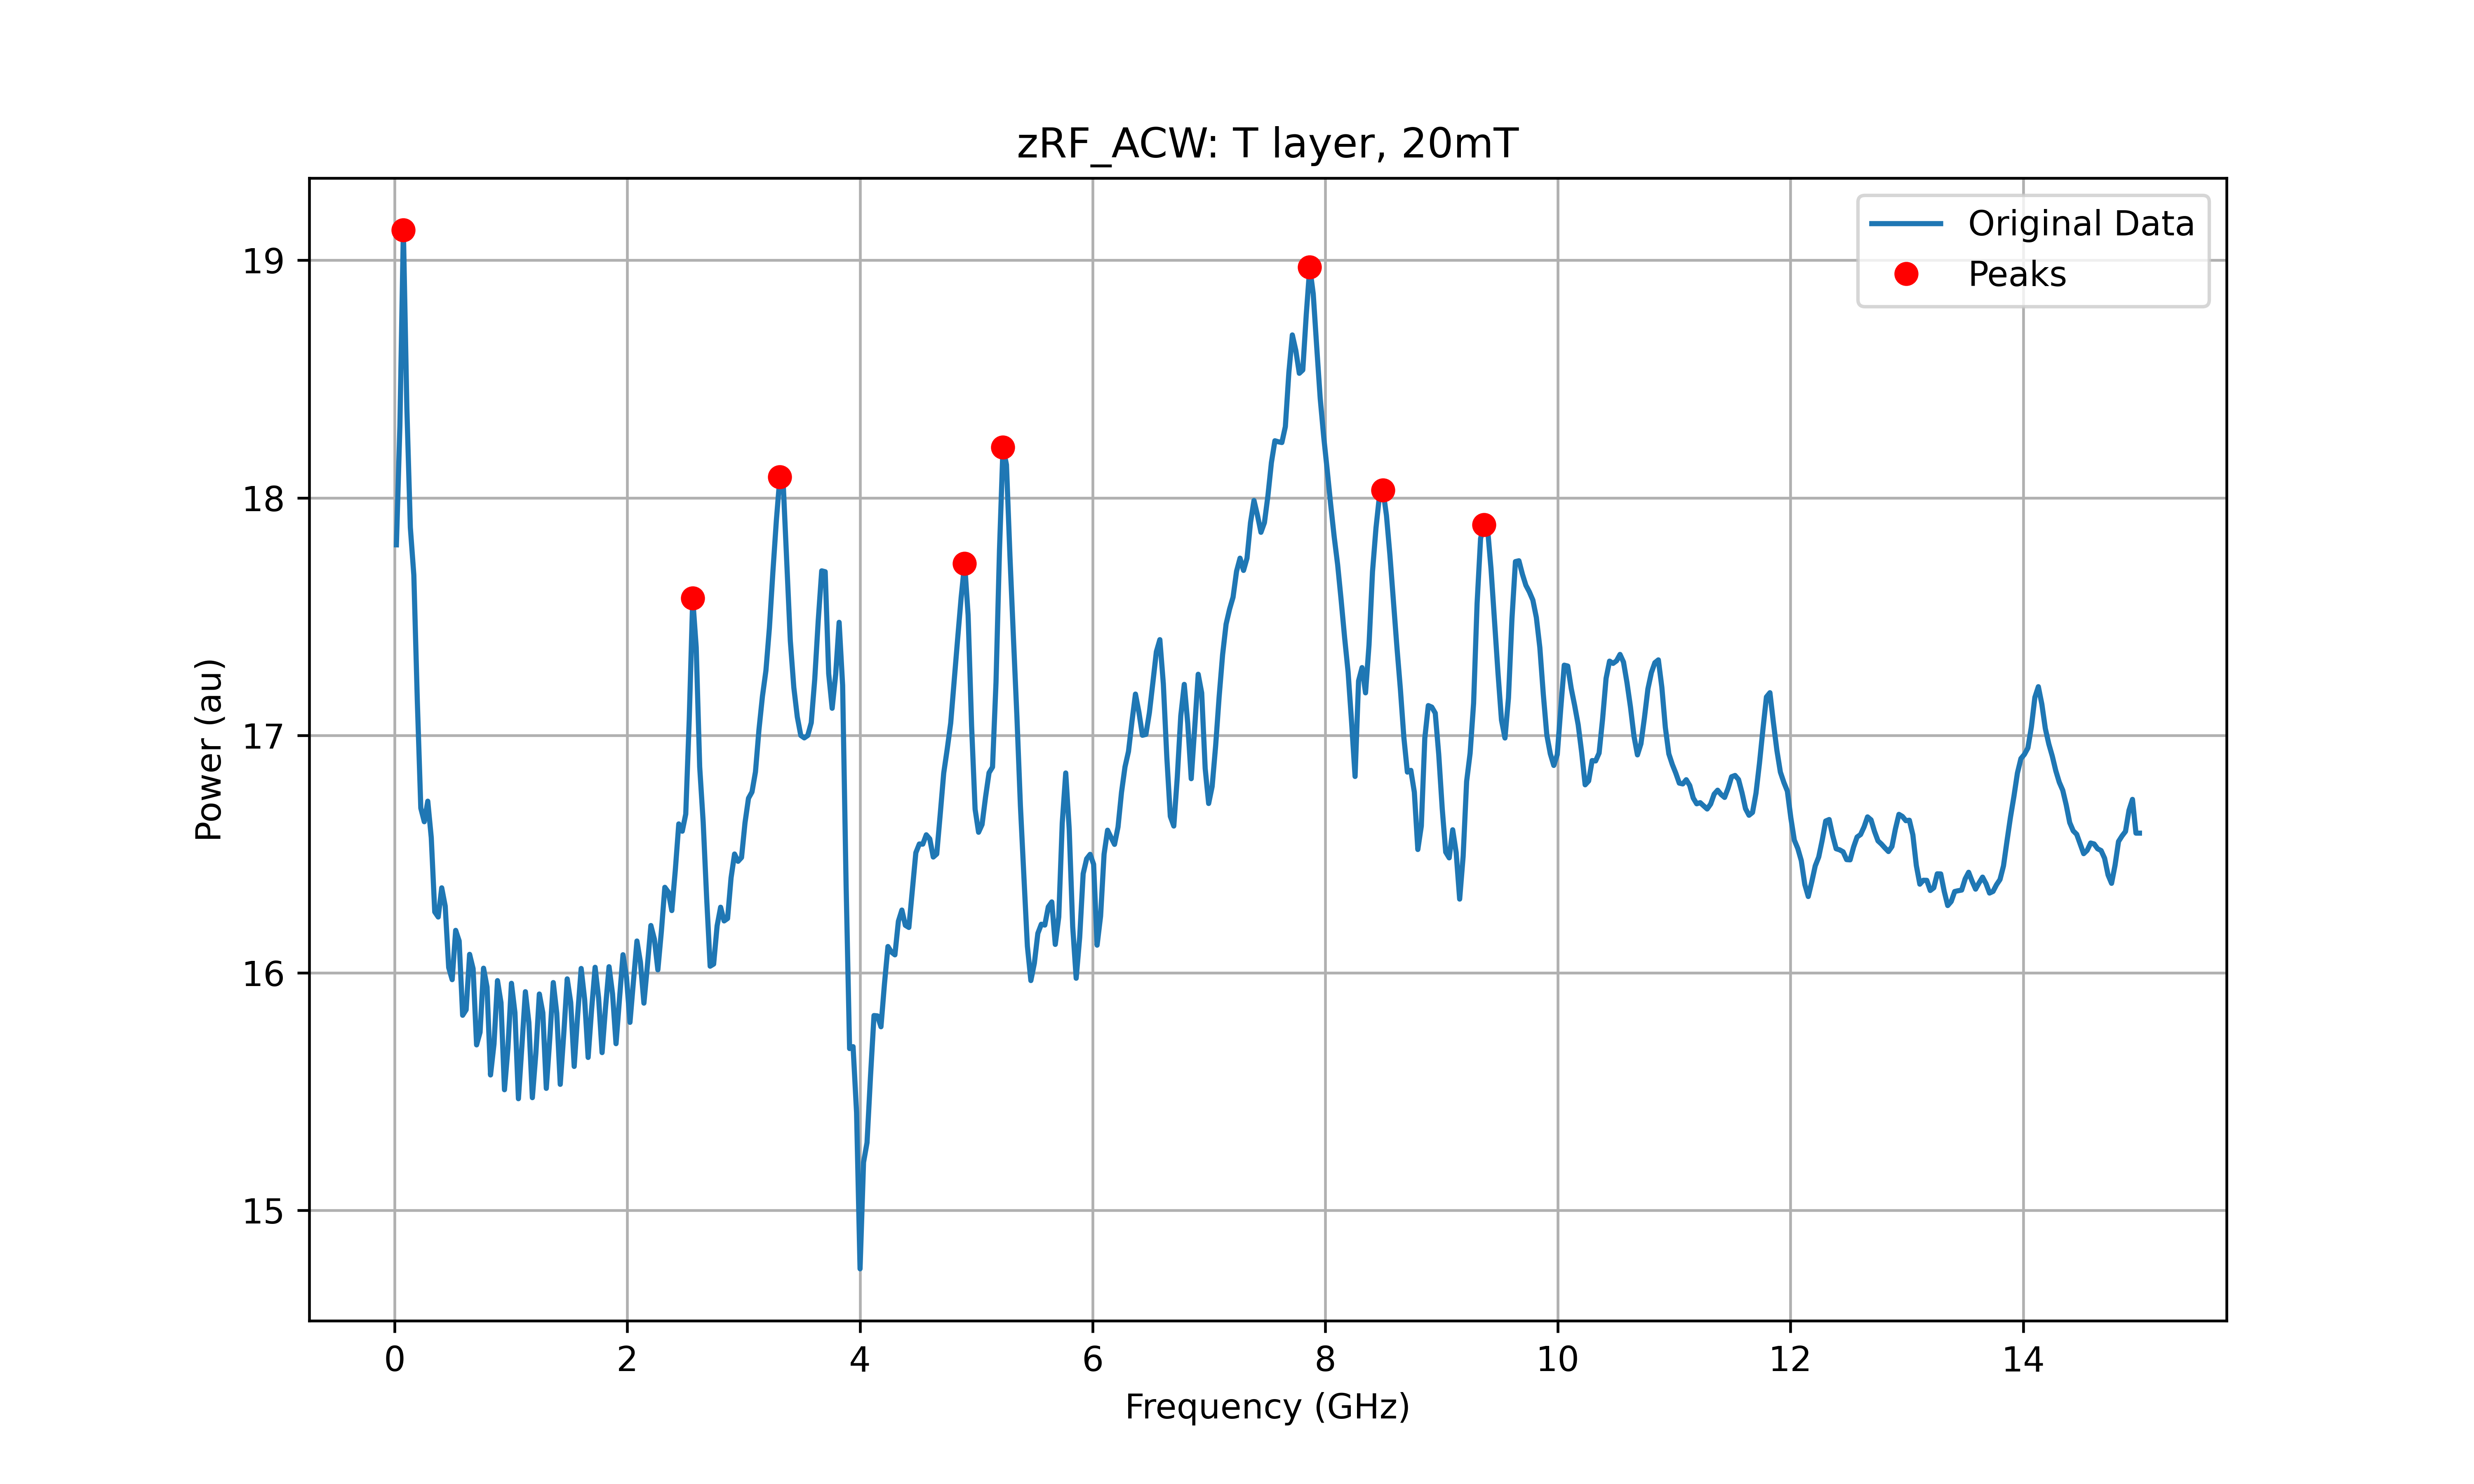 zRF_ACW: T layer, 20mT
Original Data
Peaks
19
18
17
16
15
Power (au)
0 2 4 6 8 10 12 14
Frequency (GHz)